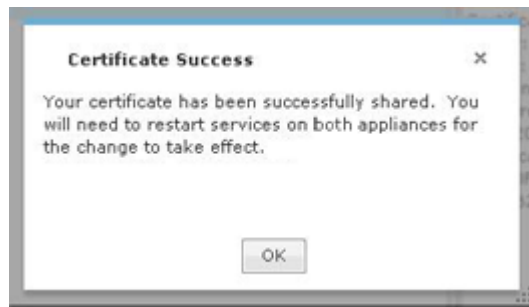 Certificate Success
×
Your certificate has been successfully shared. You
will need to restart services on both appliances for
the change to take effect.
OK